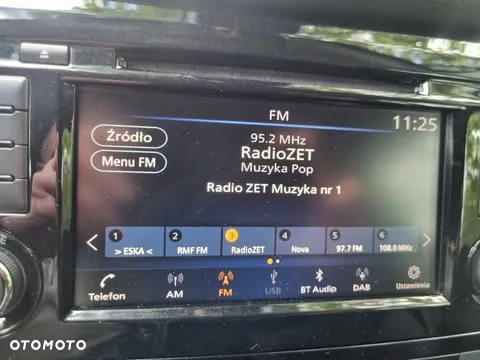 FM
11:25
Źródło
95.2 MHz
RadioZET
Menu FM
Muzyka Pop
Radio ZET Muzyka nr 1
1 2 3 4 5 6
> ESKA < RMF FM RadioZET Nova 97.7 FM 108.0 MHz
Telefon AM FM USB BT Audio DAB Ustawienia
OTOMOTO